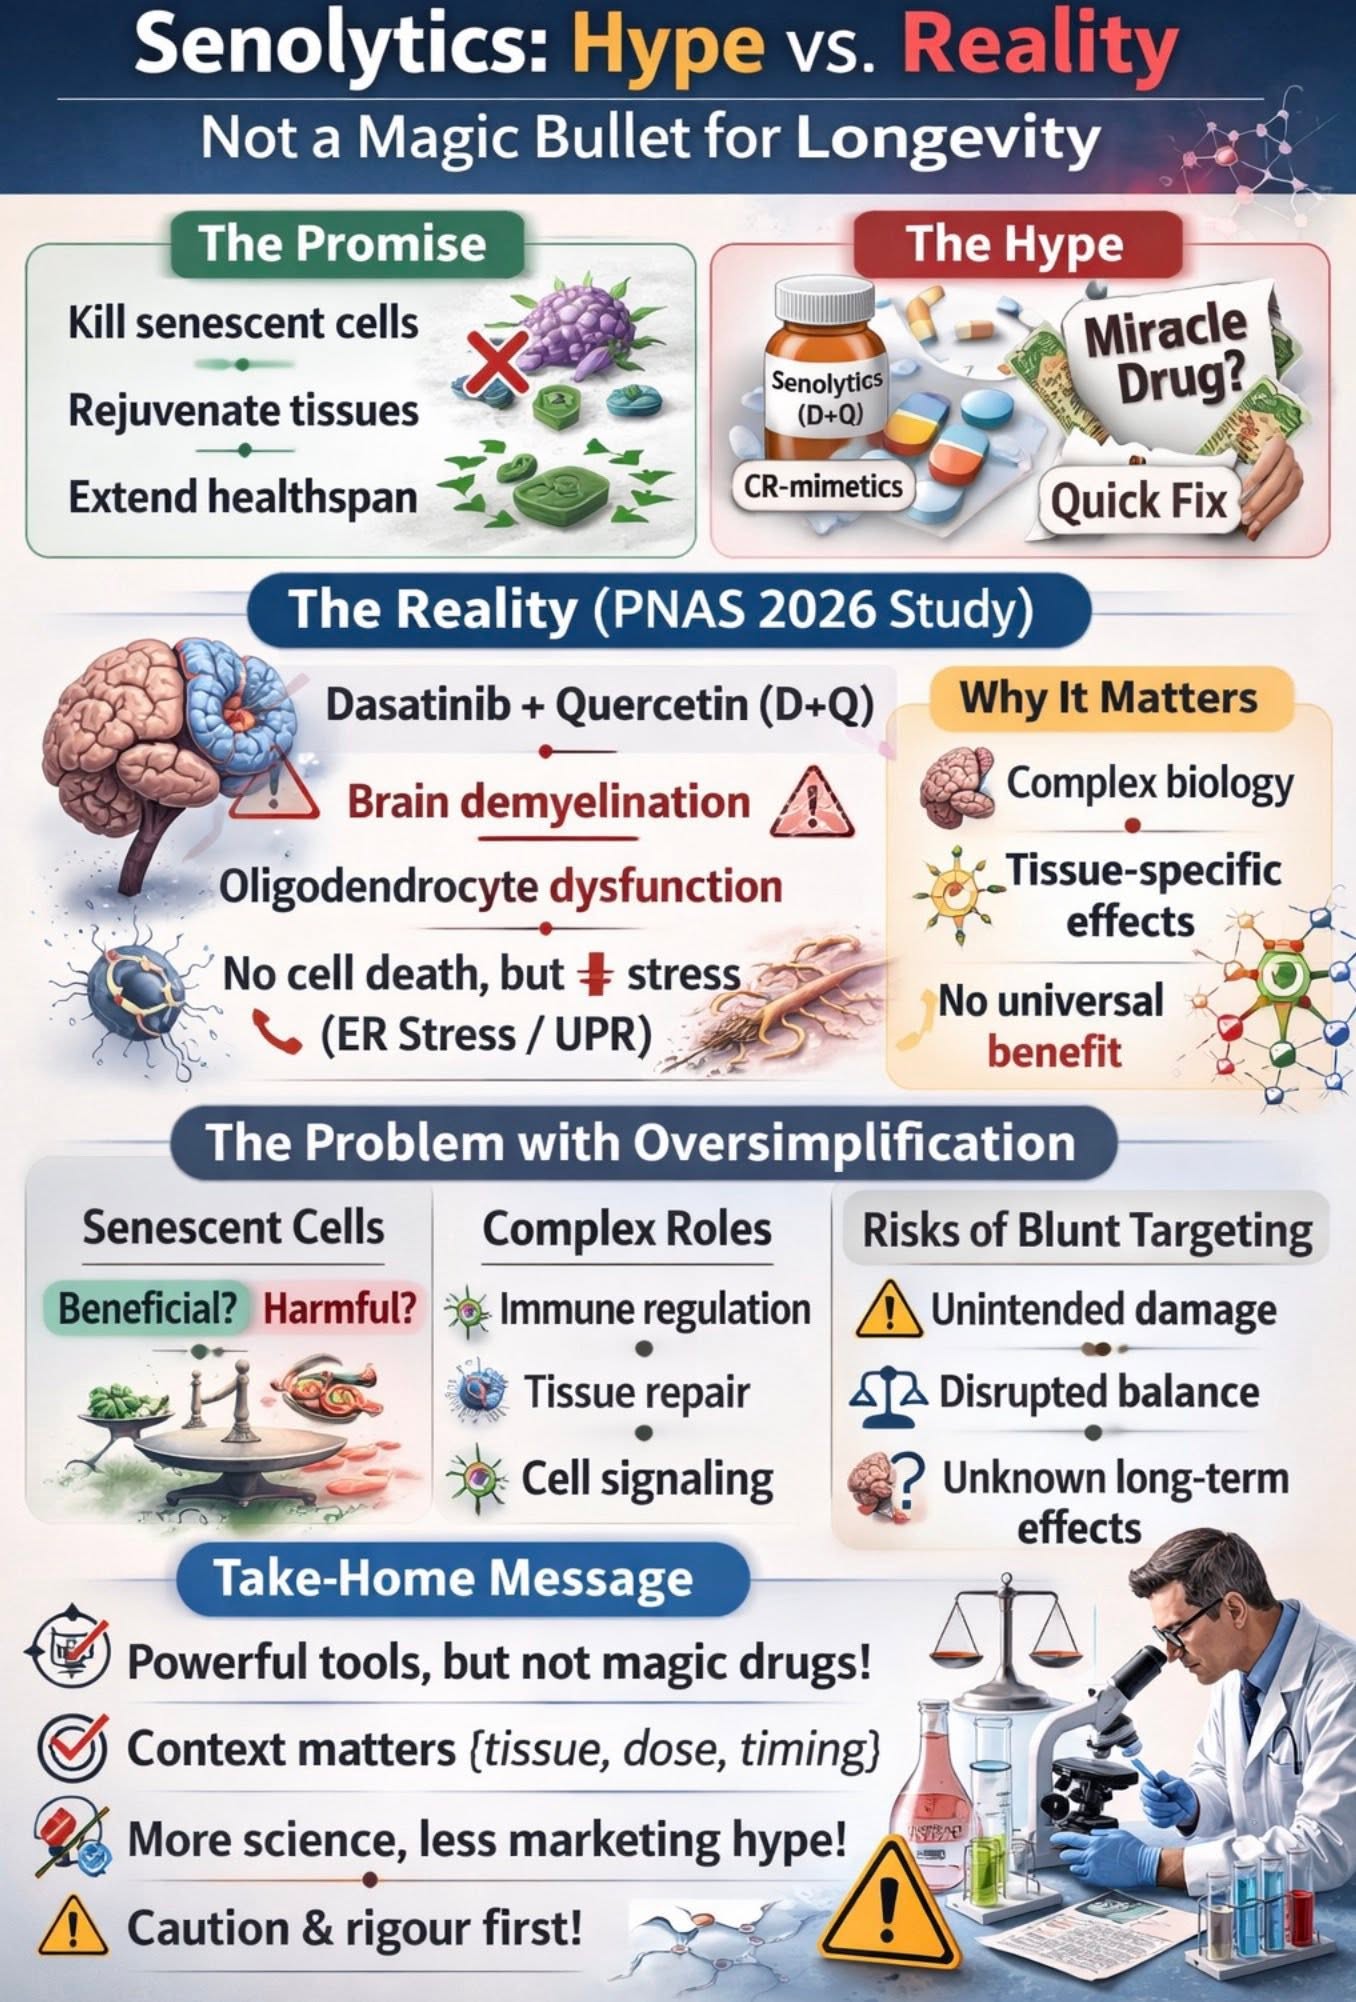 Senolytics: Hype vs. Reality
Not a Magic Bullet for Longevity
The Promise
Kill senescent cells
Rejuvenate tissues
Extend healthspan
The Hype
Senolytics
(D+Q)
CR-mimetics
Miracle
Drug?
Quick Fix
The Reality (PNAS 2026 Study)
Dasatinib + Quercetin (D+Q)
Brain demyelination
Oligodendrocyte dysfunction
No cell death, but stress
(ER Stress / UPR)
Why It Matters
Complex biology
Tissue-specific
effects
No universal
benefit
The Problem with Oversimplification
Senescent Cells
Beneficial? Harmful?
Complex Roles
Immune regulation
Tissue repair
Cell signaling
Risks of Blunt Targeting
Unintended damage
Disrupted balance
?
Unknown long-term
effects
Take-Home Message
Powerful tools, but not magic drugs!
Context matters {tissue, dose, timing}
More science, less marketing hype!
Caution & rigour first!